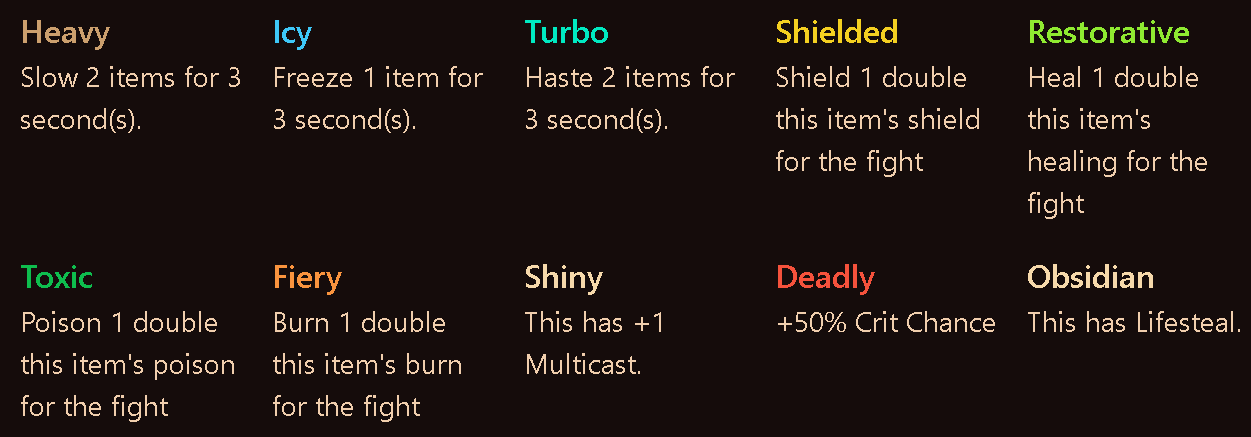 Heavy
Slow 2 items for 3
second(s).
Icy
Freeze 1 item for
3 second(s).
Turbo
Haste 2 items for
3 second(s).
Shielded
Shield 1 double
this item's shield
for the fight
Restorative
Heal 1 double
this item's
healing for the
fight
Toxic
Poison 1 double
this item's poison
for the fight
Fiery
Burn 1 double
this item's burn
for the fight
Shiny
This has +1
Multicast.
Deadly
+50% Crit Chance
Obsidian
This has Lifesteal.